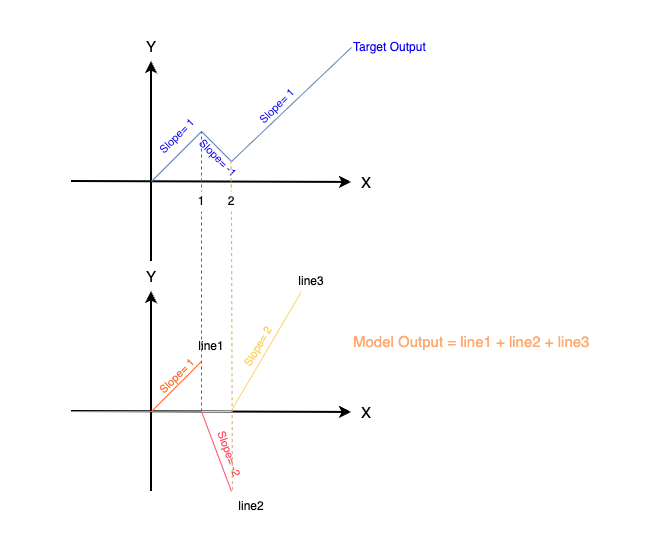 Y
Target Output
Slope= 1
Slope= 1
Slope= -1
X
1
2
Y
line3
line1
Slope= 2
Model Output = line1 + line2 + line3
Slope= 1
X
Slope= -2
line2